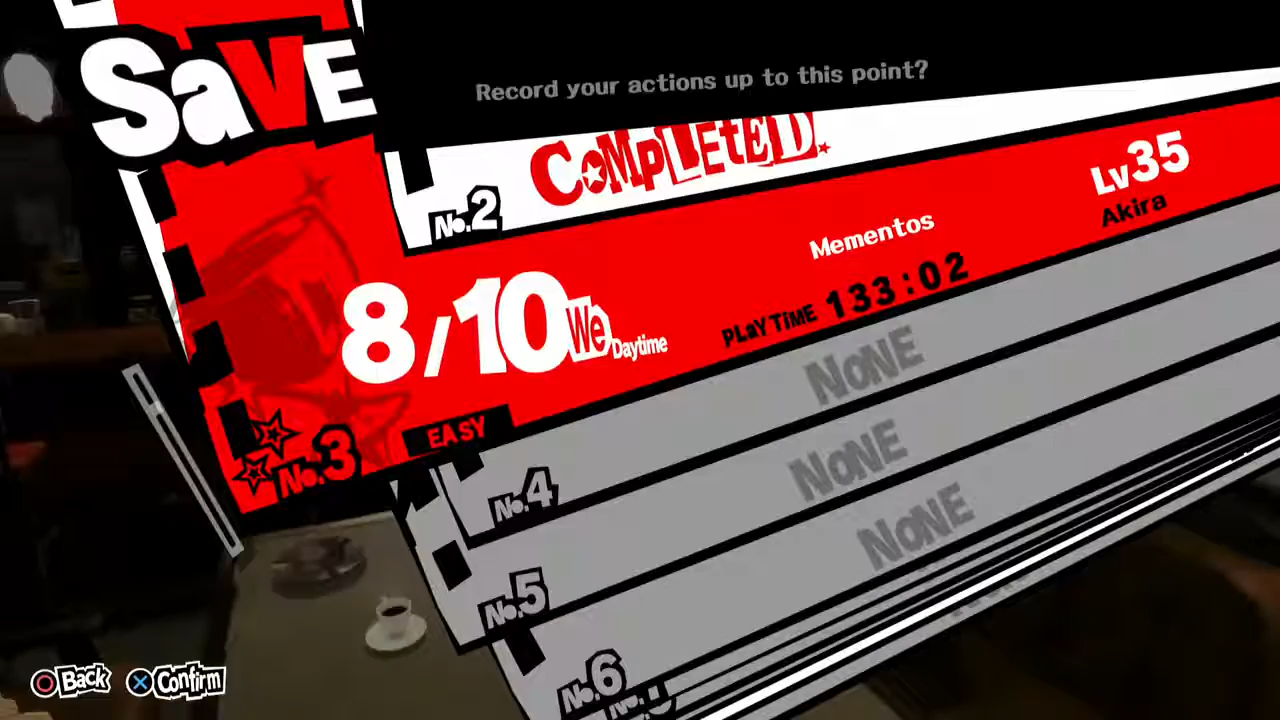 SaVE
Record your actions up to this point?
No.2
COMPLETED.
8/10 We Daytime
Mementos
PLAY TIME 133:02
Lv35
Akira
No.3
EASY
No.4
NONE
No.5
NONE
No.6
NONE
Back
Confirm